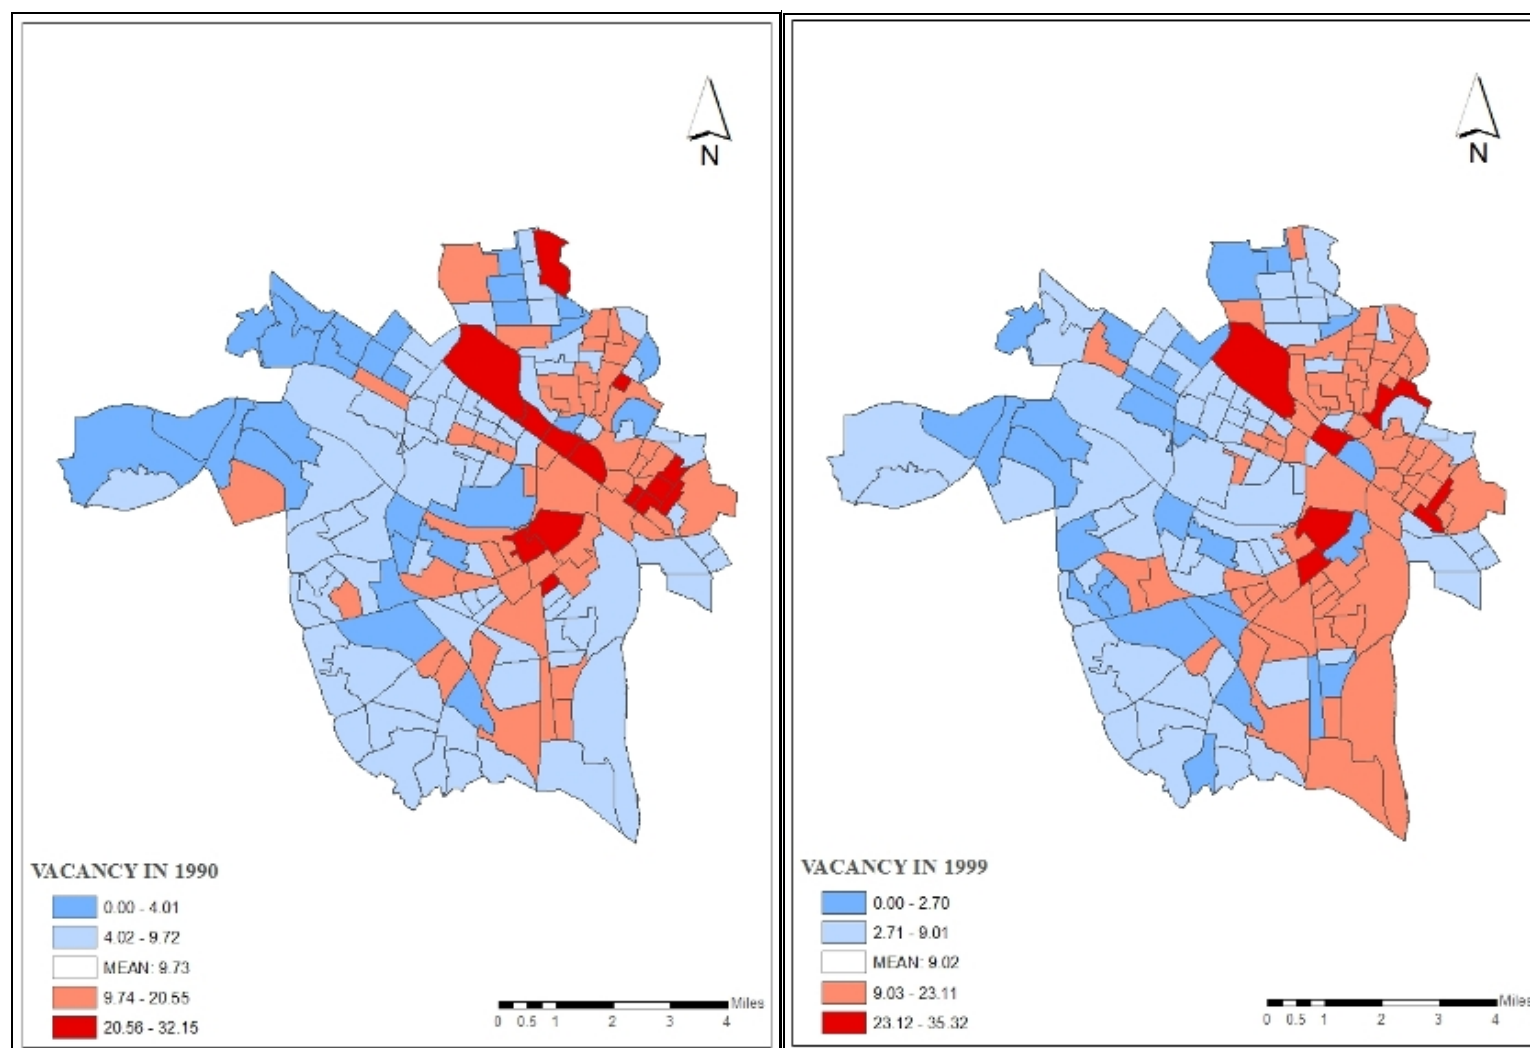 N
VACANCY IN 1990
0.00 - 4.01
4.02 - 9.72
MEAN: 9.73
9.74 - 20.55
20.56 - 32.15
Miles
0 0.5 1 2 3 4
N
VACANCY IN 1999
0.00 - 2.70
2.71 - 9.01
MEAN: 9.02
9.03 - 23.11
23.12 - 35.32
Miles
0 0.5 1 2 3 4